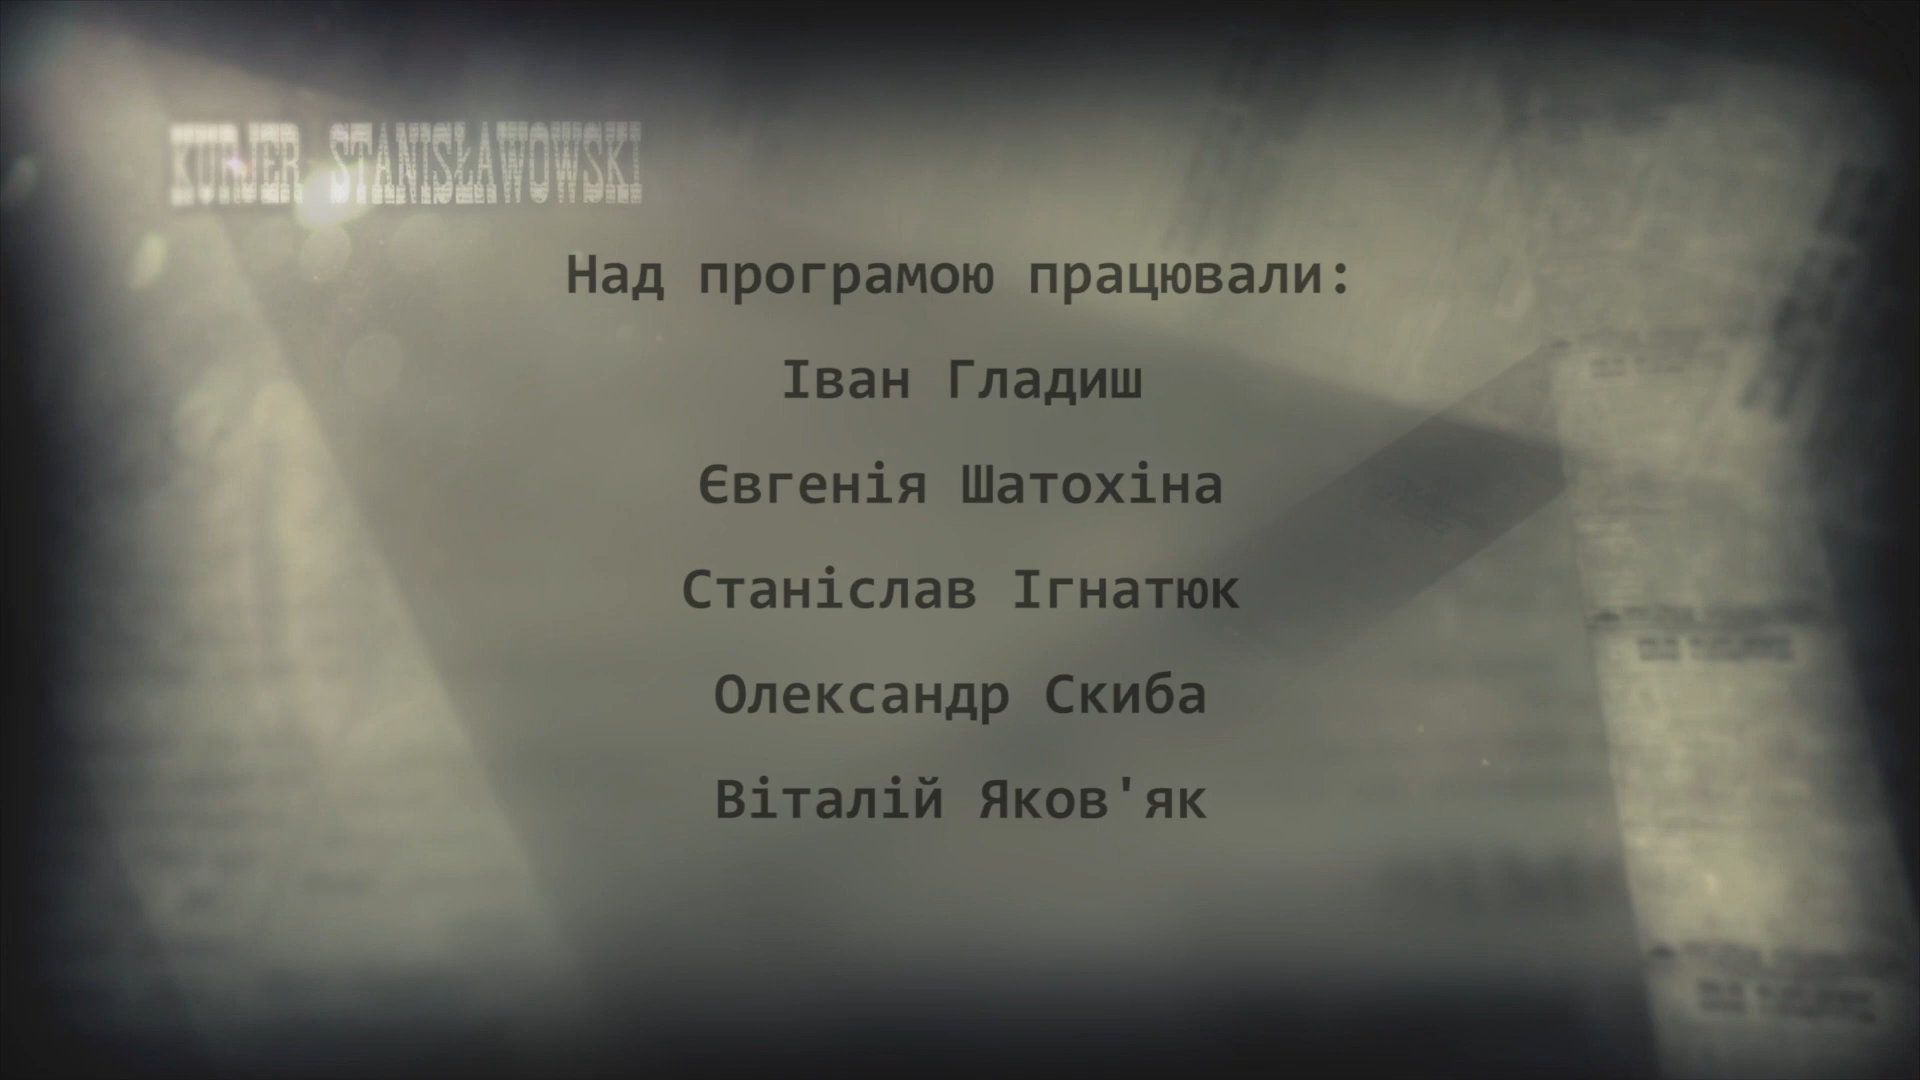 KURJER STANISŁAWOWSKI
Над програмою працювали:
Іван Гладиш
Євгенія Шатохіна
Станіслав Ігнатюк
Олександр Скиба
Віталій Яков'як